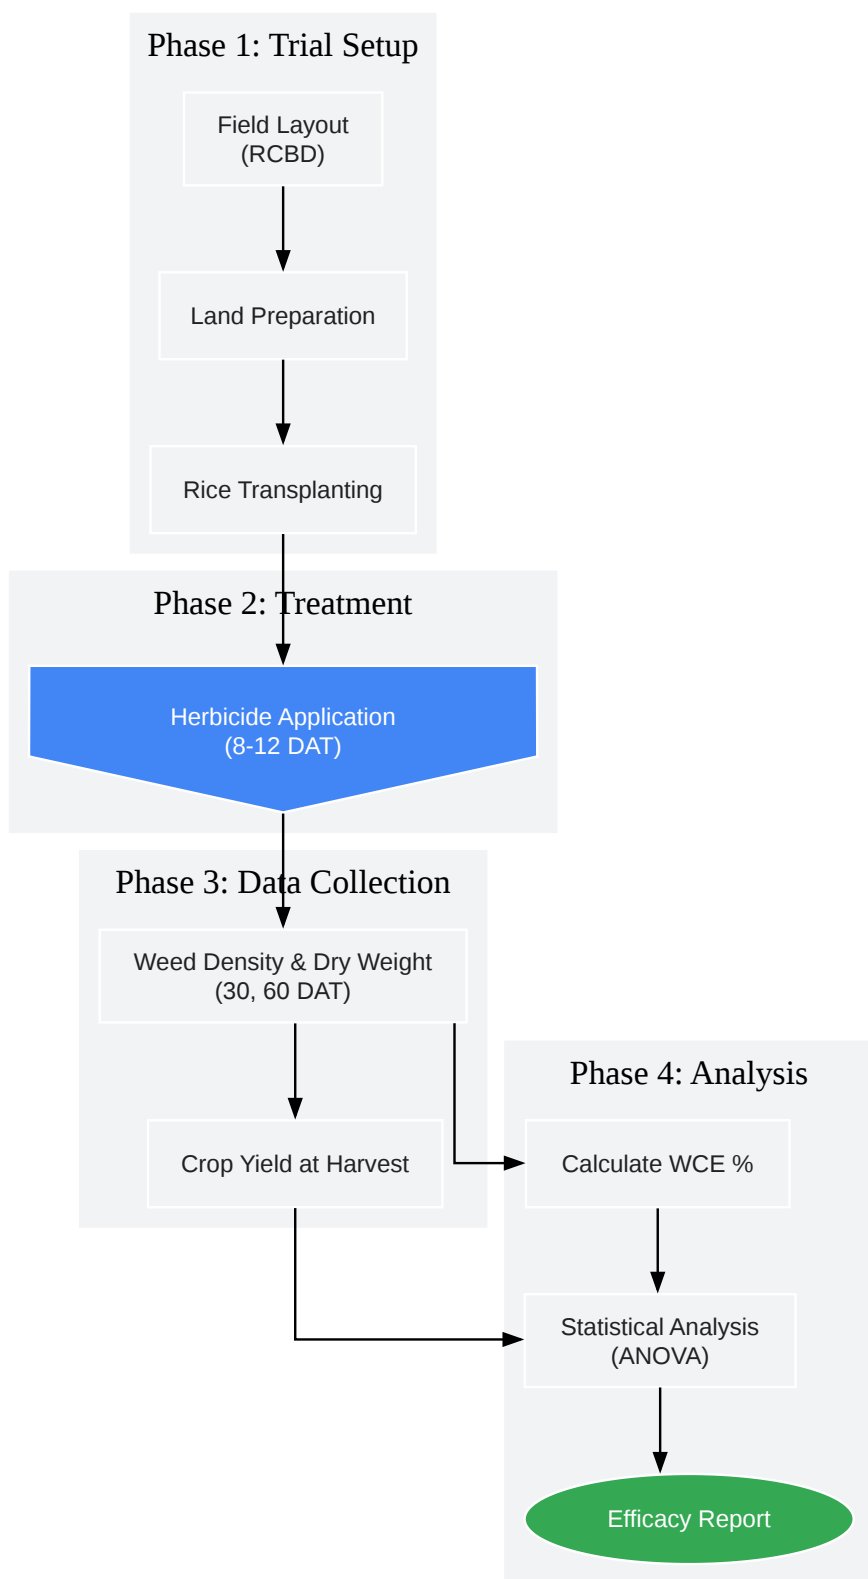 Phase 1: Trial Setup
Field Layout
(RCBD)
Land Preparation
Rice Transplanting
Phase 2: Treatment
Herbicide Application
(8-12 DAT)
Phase 3: Data Collection
Weed Density & Dry Weight
(30, 60 DAT)
Crop Yield at Harvest
Phase 4: Analysis
Calculate WCE %
Statistical Analysis
(ANOVA)
Efficacy Report